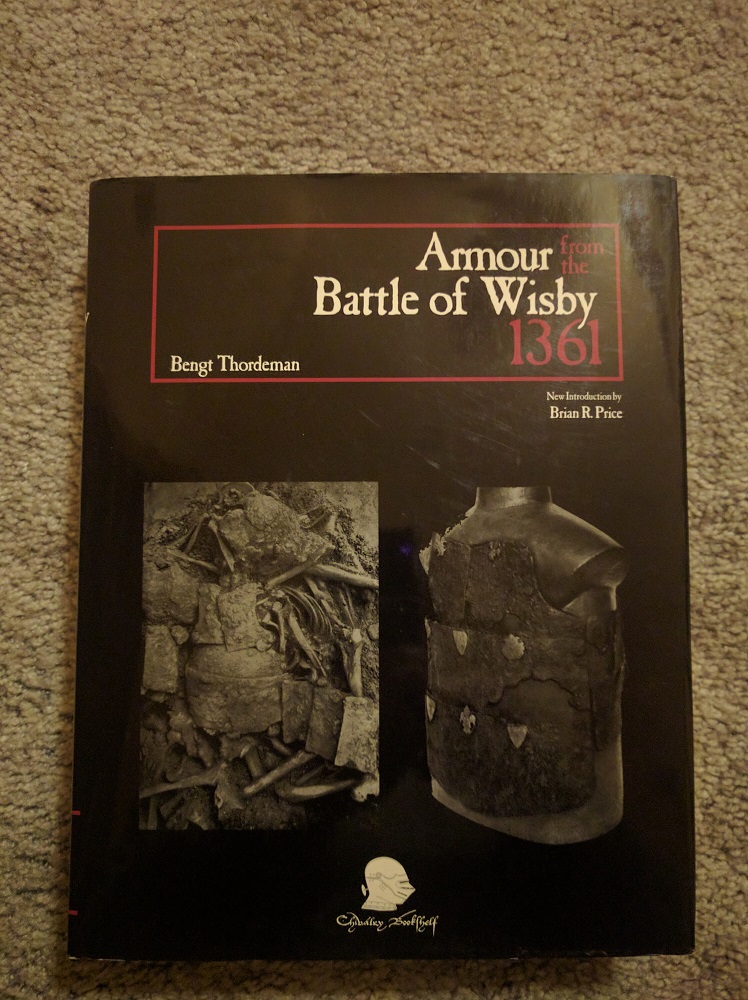 Armour from
the
Battle of Wisby
1361
Bengt Thordeman
New Introduction by
Brian R. Price
Chivalry Bookshelf